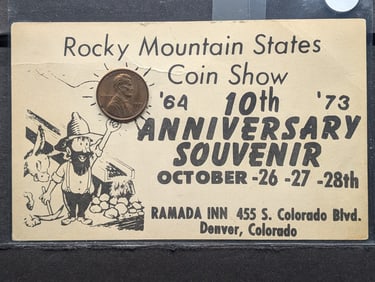 Rocky Mountain States
Coin Show
'64 10th '73
ANNIVERSARY
SOUVENIR
OCTOBER -26 -27 -28th
RAMADA INN 455 S. Colorado Blvd.
Denver, Colorado